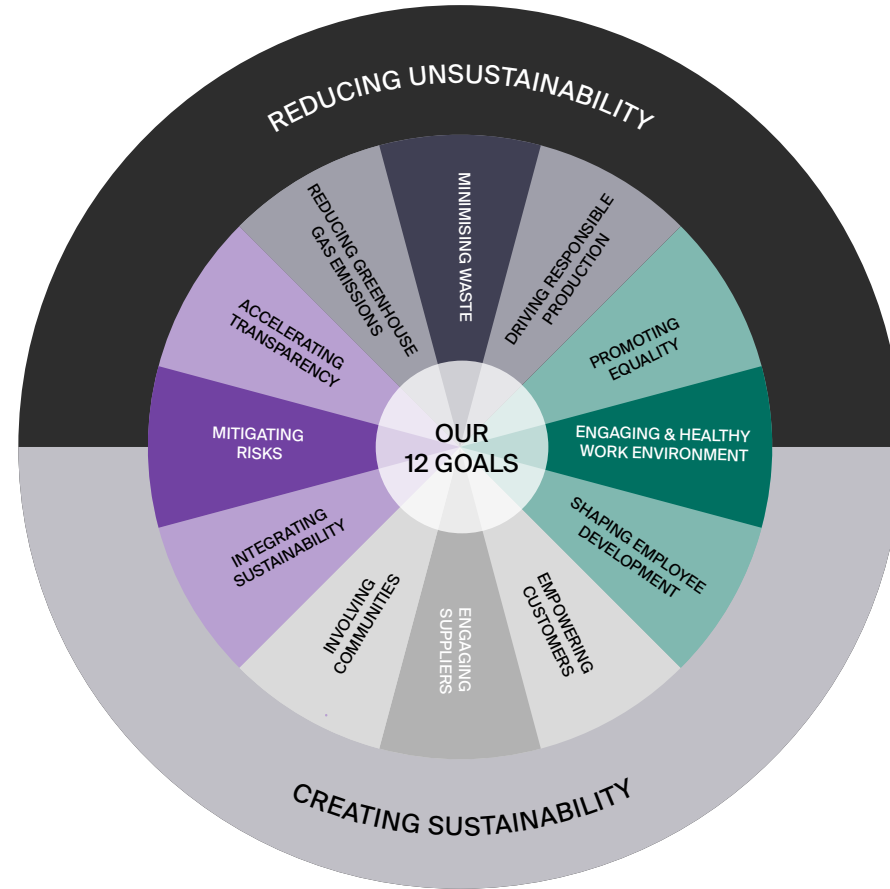 REDUCING UNSUSTAINABILITY
MINIMISING WASTE
DRIVING RESPONSIBLE
PRODUCTION
PROMOTING
EQUALITY
ENGAGING & HEALTHY
WORK ENVIRONMENT
SHAPING EMPLOYEE
DEVELOPMENT
EMPOWERING
CUSTOMERS
ENGAGING
SUPPLIERS
INVOLVING
COMMUNITIES
INTEGRATING
SUSTAINABILITY
MITIGATING
RISKS
ACCELERATING
TRANSPARENCY
REDUCING GREENHOUSE
GAS EMISSIONS
OUR
12 GOALS
CREATING SUSTAINABILITY